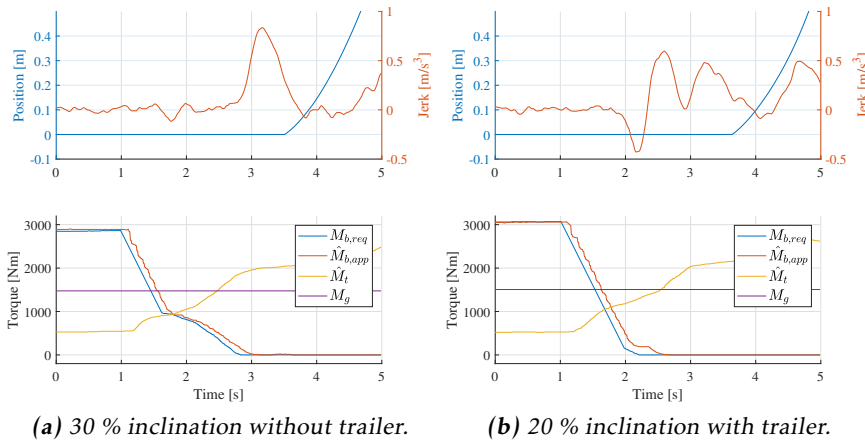 Position [m]
0.4
0.3
0.2
0.1
0
-0.1
0 1 2 3 4 5
1
0.5
0
-0.5
Jerk [m/s³]
Torque [Nm]
3000
2000
1000
0
M_{b,req}
M̂_{b,app}
M̂_t
M_g
0 1 2 3 4 5
Time [s]
(a) 30 % inclination without trailer.
Position [m]
0.4
0.3
0.2
0.1
0
-0.1
0 1 2 3 4 5
1
0.5
0
-0.5
Jerk [m/s³]
Torque [Nm]
3000
2000
1000
0
M_{b,req}
M̂_{b,app}
M̂_t
M_g
0 1 2 3 4 5
Time [s]
(b) 20 % inclination with trailer.